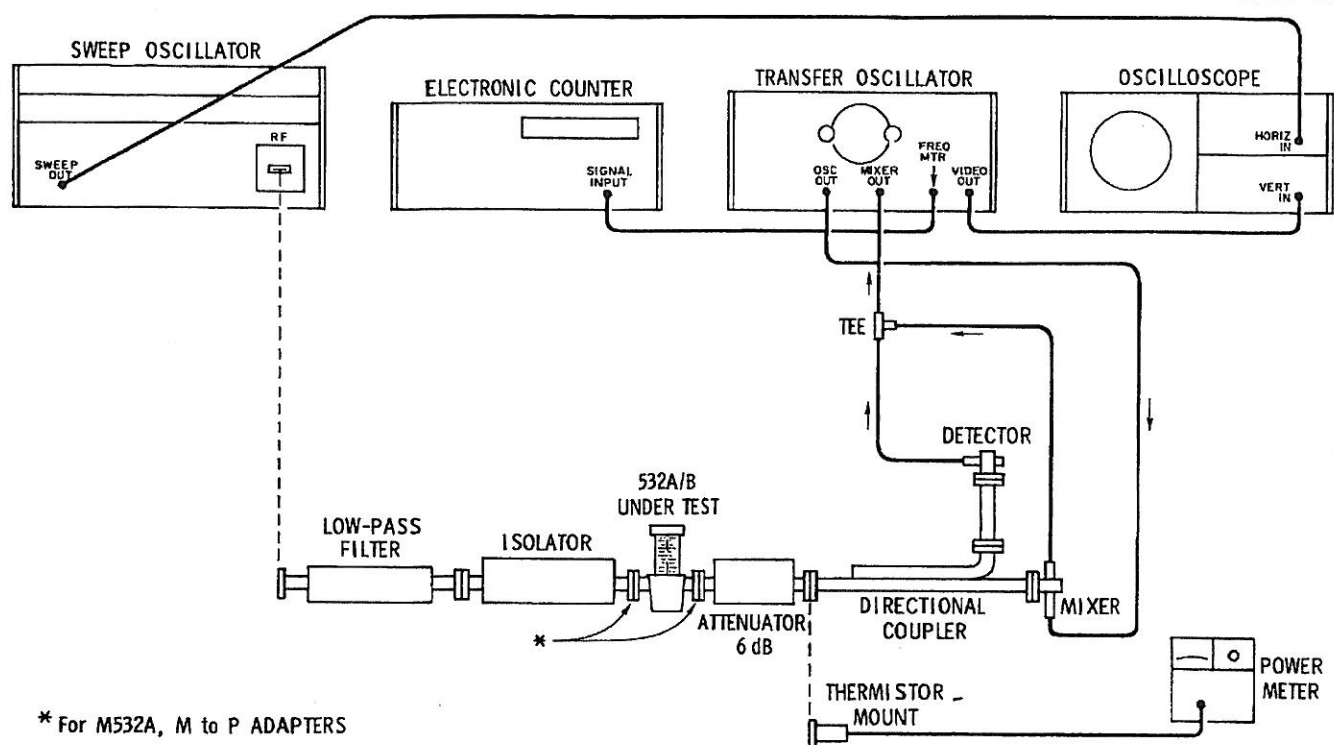 SWEEP OSCILLATOR
RF
SWEEP
OUT
ELECTRONIC COUNTER
SIGNAL
INPUT
TRANSFER OSCILLATOR
OSC
OUT
MIXER
OUT
FREQ
MTR
VIDEO
OUT
OSCILLOSCOPE
HORIZ
IN
VERT
IN
TEE
DETECTOR
532A/B
UNDER TEST
LOW-PASS
FILTER
ISOLATOR
*
ATTENUATOR
6 dB
DIRECTIONAL
COUPLER
MIXER
THERMISTOR
MOUNT
POWER
METER
* For M532A, M to P ADAPTERS